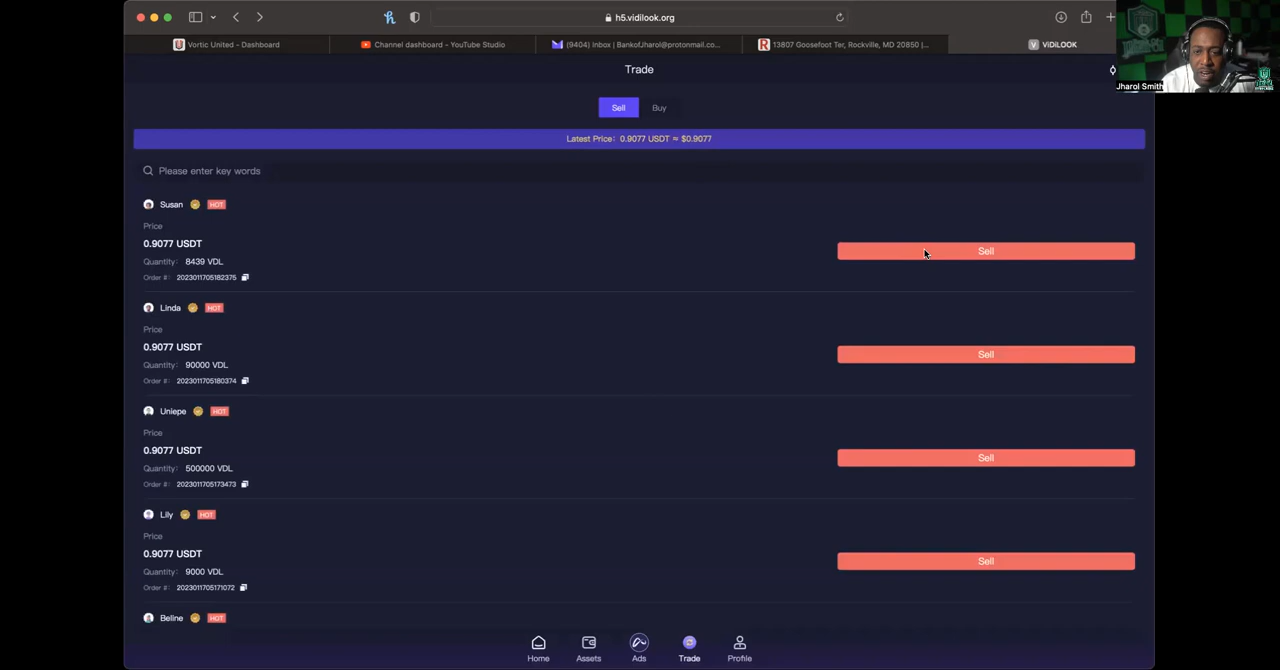 h5.vidilook.org
Vortic United - Dashboard
Channel dashboard - YouTube Studio
(9404) Inbox | BankofJharol@protonmail.co...
13807 Goosefoot Ter, Rockville, MD 20850 |...
V ViDiLOOK
Jharol Smith
Trade
Sell Buy
Latest Price: 0.9077 USDT ≈ $0.9077
Please enter key words
Susan HOT
Price
0.9077 USDT
Quantity: 8439 VDL
Sell
Order #: 2023011705182375
Linda HOT
Price
0.9077 USDT
Quantity: 90000 VDL
Sell
Order #: 2023011705180374
Uniepe HOT
Price
0.9077 USDT
Quantity: 500000 VDL
Sell
Order #: 2023011705173473
Lily HOT
Price
0.9077 USDT
Quantity: 9000 VDL
Sell
Order #: 2023011705171072
Beline HOT
Home Assets Ads Trade Profile